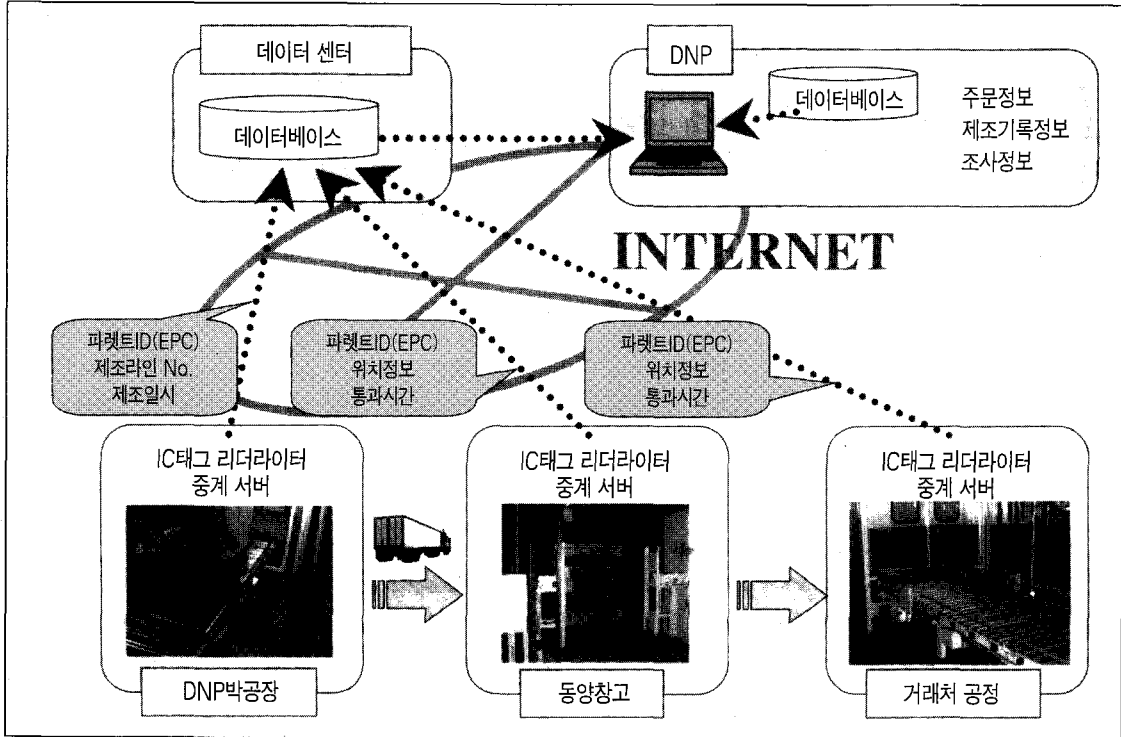 데이터 센터
데이터베이스
DNP
데이터베이스
주문정보
제조기록정보
조사정보
INTERNET
파렛트ID(EPC)
제조라인 No.
제조일시
파렛트ID(EPC)
위치정보
통과시간
파렛트ID(EPC)
위치정보
통과시간
IC태그 리더라이터
중계 서버
DNP박공장
IC태그 리더라이터
중계 서버
동양창고
IC태그 리더라이터
중계 서버
거래처 공정